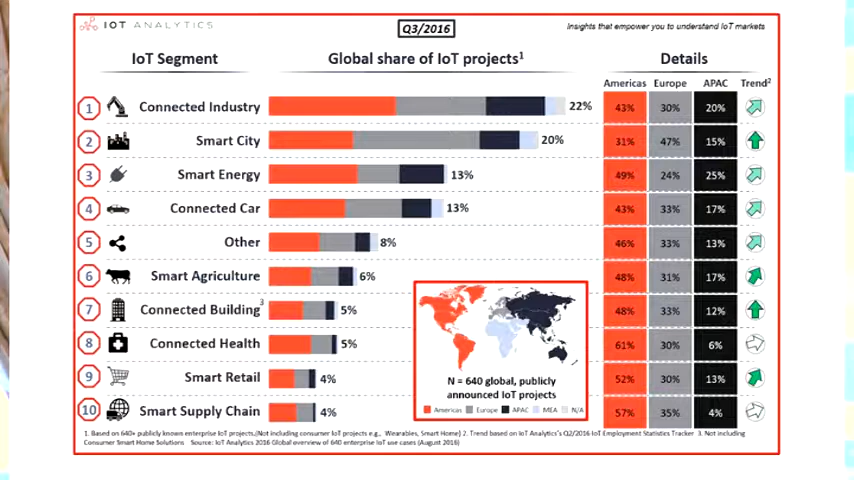 IOT ANALYTICS
Q3/2016
Insights that empower you to understand IoT markets
IoT Segment
Global share of IoT projects1
Details
Americas Europe APAC Trend2
1 Connected Industry 22% 43% 30% 20%
2 Smart City 20% 31% 47% 15%
3 Smart Energy 13% 49% 24% 25%
4 Connected Car 13% 43% 33% 17%
5 Other 8% 46% 33% 13%
6 Smart Agriculture 6% 48% 31% 17%
7 Connected Building3 5% 48% 33% 12%
8 Connected Health 5% 61% 30% 6%
9 Smart Retail 4% 52% 30% 13%
10 Smart Supply Chain 4% 57% 35% 4%
N = 640 global, publicly
announced IoT projects
Americas Europe APAC MEA N/A
1. Based on 640+ publicly known enterprise IoT projects (Not including consumer IoT projects e.g., Wearables, Smart Home) 2. Trend based on IoT Analytics's Q2/2016 IoT Employment Statistics Tracker 3. Not including
Consumer Smart Home Solutions Source: IoT Analytics 2016 Global overview of 640 enterprise IoT use cases (August 2016)